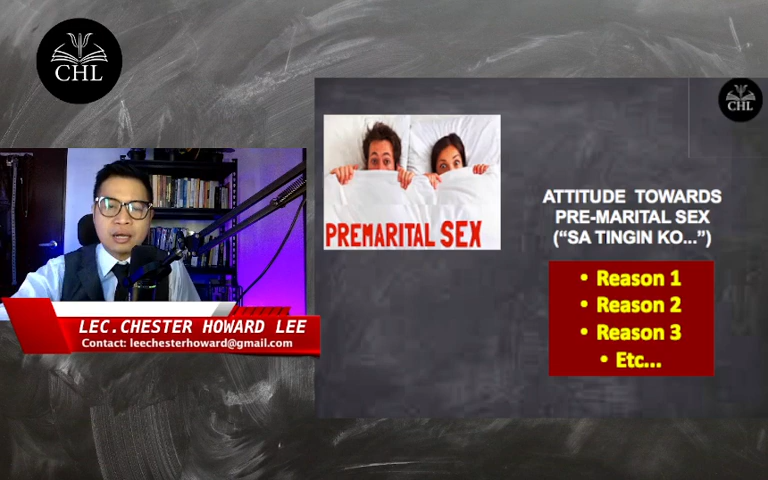 CHL
LEC.CHESTER HOWARD LEE
Contact: leechesterhoward@gmail.com
CHL
PREMARITAL SEX
ATTITUDE TOWARDS
PRE-MARITAL SEX
(“SA TINGIN KO...”)
• Reason 1
• Reason 2
• Reason 3
• Etc...